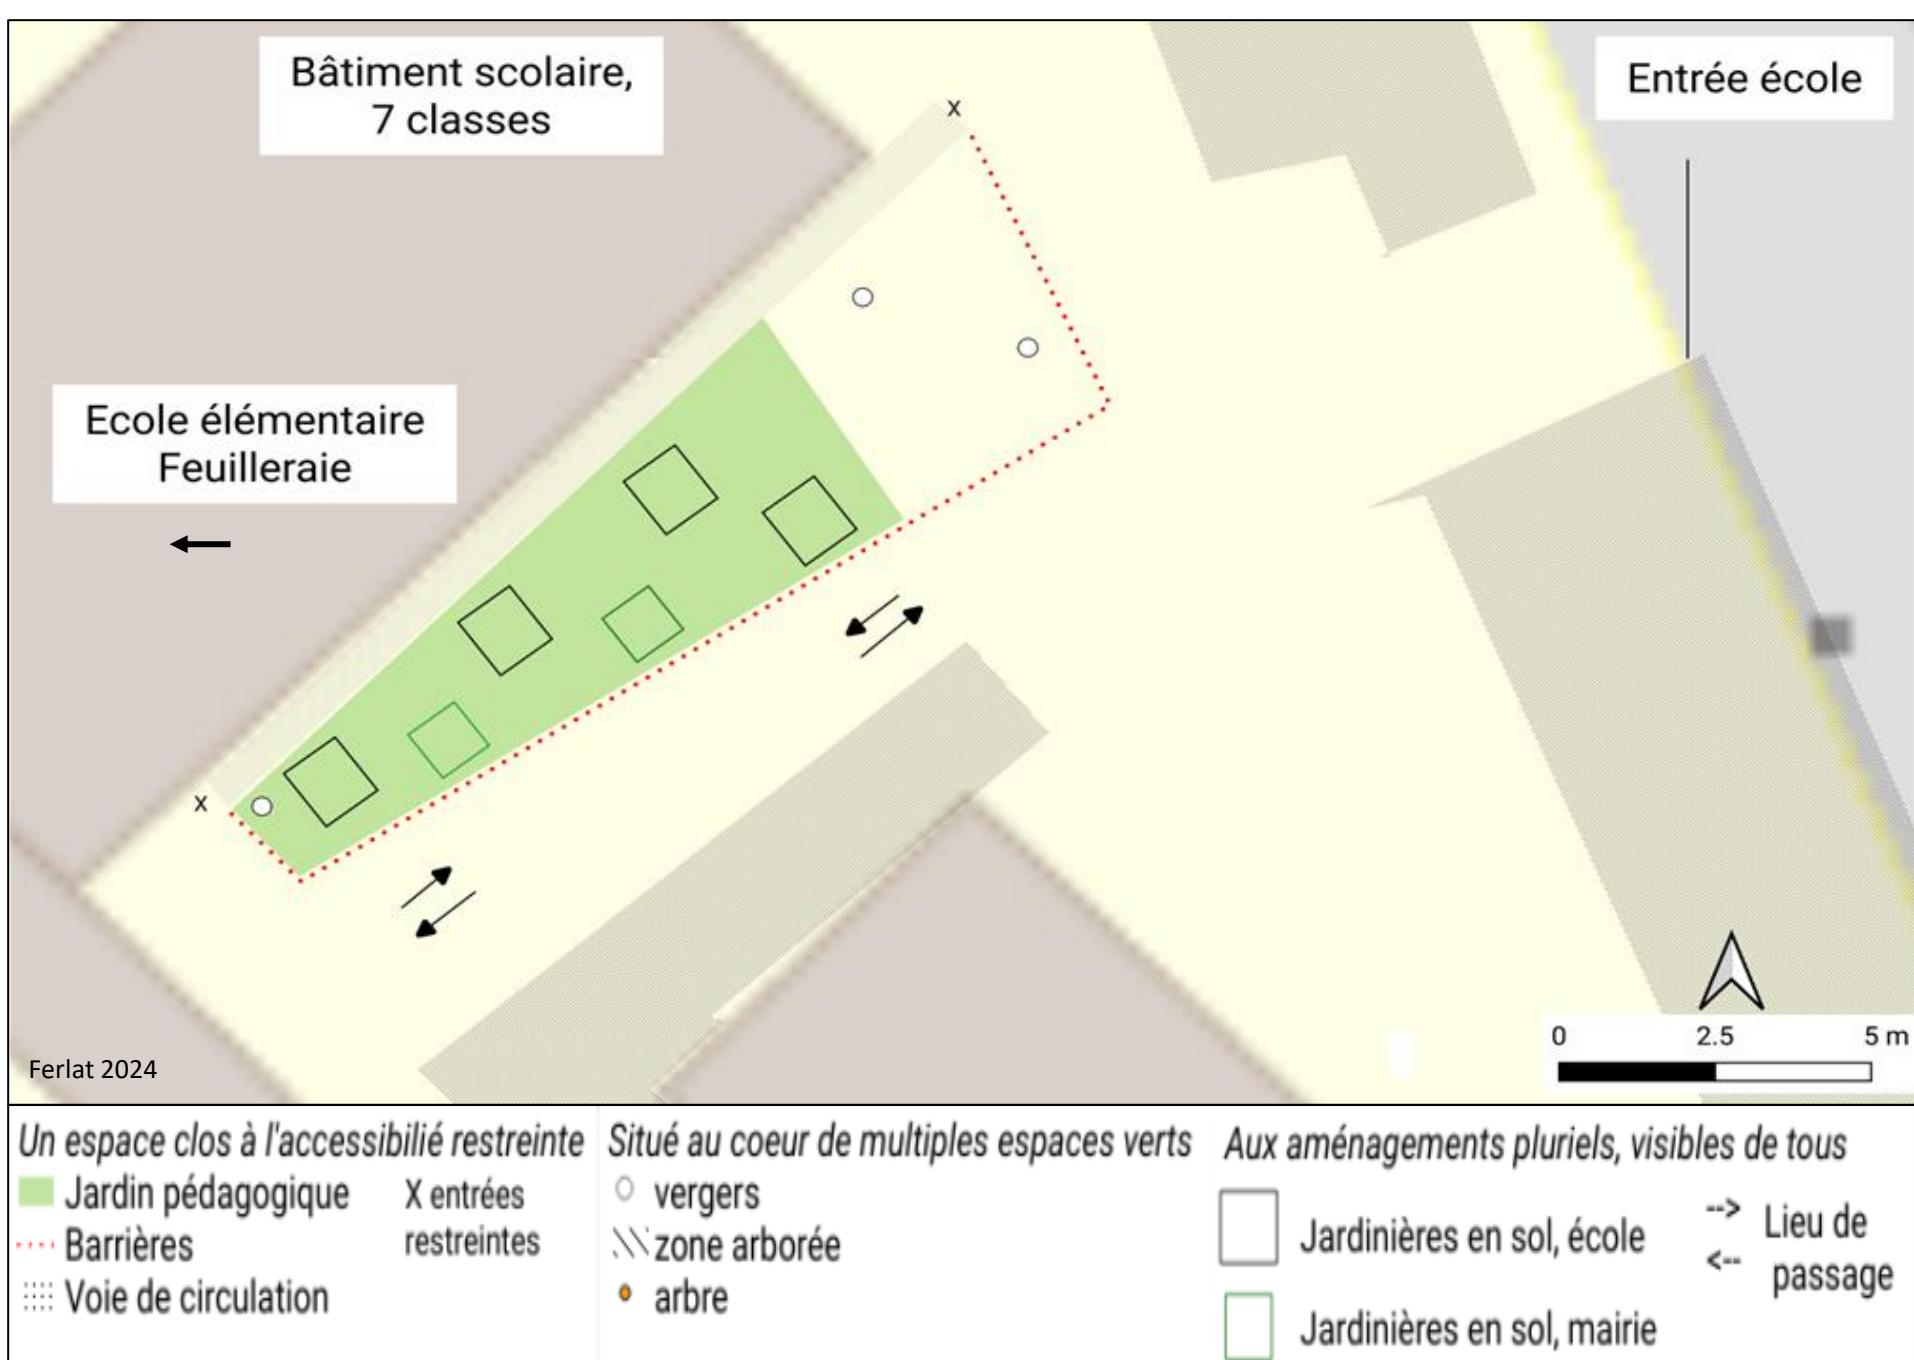 Bâtiment scolaire,
7 classes
Entrée école
x
Ecole élémentaire
Feuilleraie
x
0 2.5 5 m
Ferlat 2024
Un espace clos à l'accessibilié restreinte
Jardin pédagogique
Barrières
Voie de circulation
X entrées
restreintes
Situé au coeur de multiples espaces verts
vergers
zone arborée
arbre
Aux aménagements pluriels, visibles de tous
Jardinières en sol, école
Jardinières en sol, mairie
--> Lieu de
<-- passage